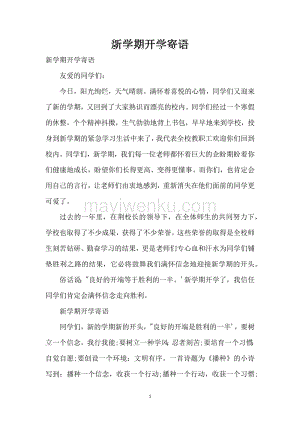 新学期开学寄语
新学期开学寄语
友爱的同学们：
今日，阳光绚烂，天气晴朗。满怀着喜悦的心情，同学们又迎来
了新的学期，又回到了大家熟识而漂亮的校内。同学们经过一个寒假
的休整，个个精神抖擞，生气勃勃地背上书包，早早地来到学校，投
身到新学期的紧急学习生活中来了，我代表全校教职工欢迎你们回到
校内。同学们，新学期，我们每一位老师都怀着巨大的企盼期盼着你
们健康地成长，盼望你们变得更高，变得更懂事，而你们，也肯定会
用自己的言行，让老师们由衷地感到，重新消失在他们面前的同学更
可爱了。
过去的一年里，在荆校长的领导下，在全体师生的共同努力下，
学校也取得了不少成果，获得了不少荣誉。这些荣誉的取得是全校师
生刻苦钻研、勤奋学习的结果，是我们老师专心血和汗水为同学们铺
垫胜利之路的结果，它必将鼓舞我们满怀信念地迎接新学期的开头。
俗话说，"良好的开端等于胜利的一半。'新学期开学了，我信
任同学们肯定会满怀信念走向胜利。
新学期开学寄语
同学们，新的学期新的开头，"良好的开端是胜利的一半'，要树
立一个信念，我行我能;要树立一种学风，忍者刻苦;要培育一个习惯，
自觉自愿;要创设一个环境：文明有序。一首诗题为《播种》的小诗
写到：播种一个信念，收获一个行动；播种一个行动，收获一个习惯;
mayiwenku.com
1